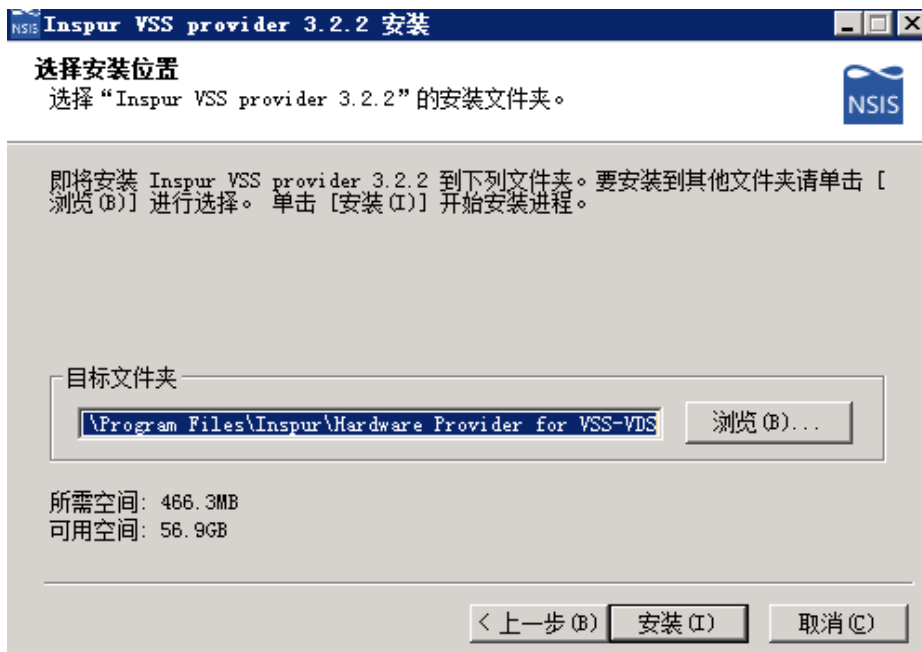 NSIS Inspur VSS provider 3.2.2 安装
选择安装位置
选择“Inspur VSS provider 3.2.2”的安装文件夹。
NSIS
即将安装 Inspur VSS provider 3.2.2 到下列文件夹。要安装到其他文件夹请单击 [
浏览(B)] 进行选择。 单击 [安装(I)] 开始安装进程。
目标文件夹
\Program Files\Inspur\Hardware Provider for VSS-VDS
浏览(B)...
所需空间: 466.3MB
可用空间: 56.9GB
< 上一步(B)
安装(I)
取消(C)